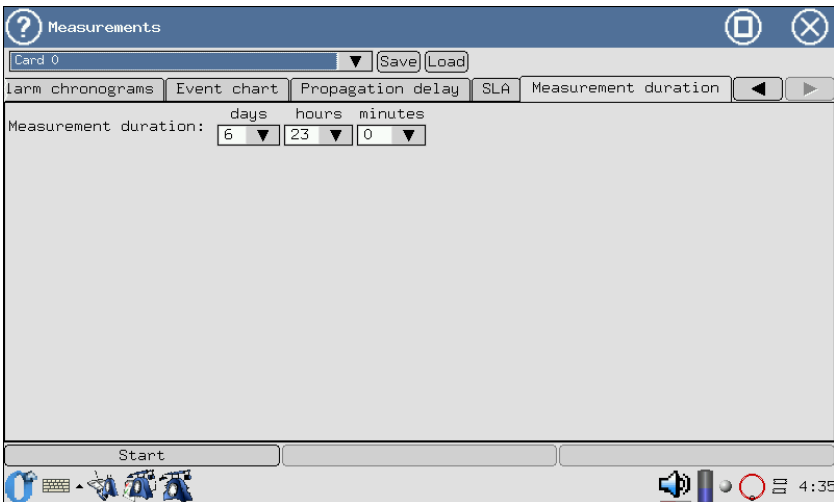 Measurements
Card 0 Save Load
larm chronograms Event chart Propagation delay SLA Measurement duration
days hours minutes
Measurement duration: 6 23 0
Start
4:35